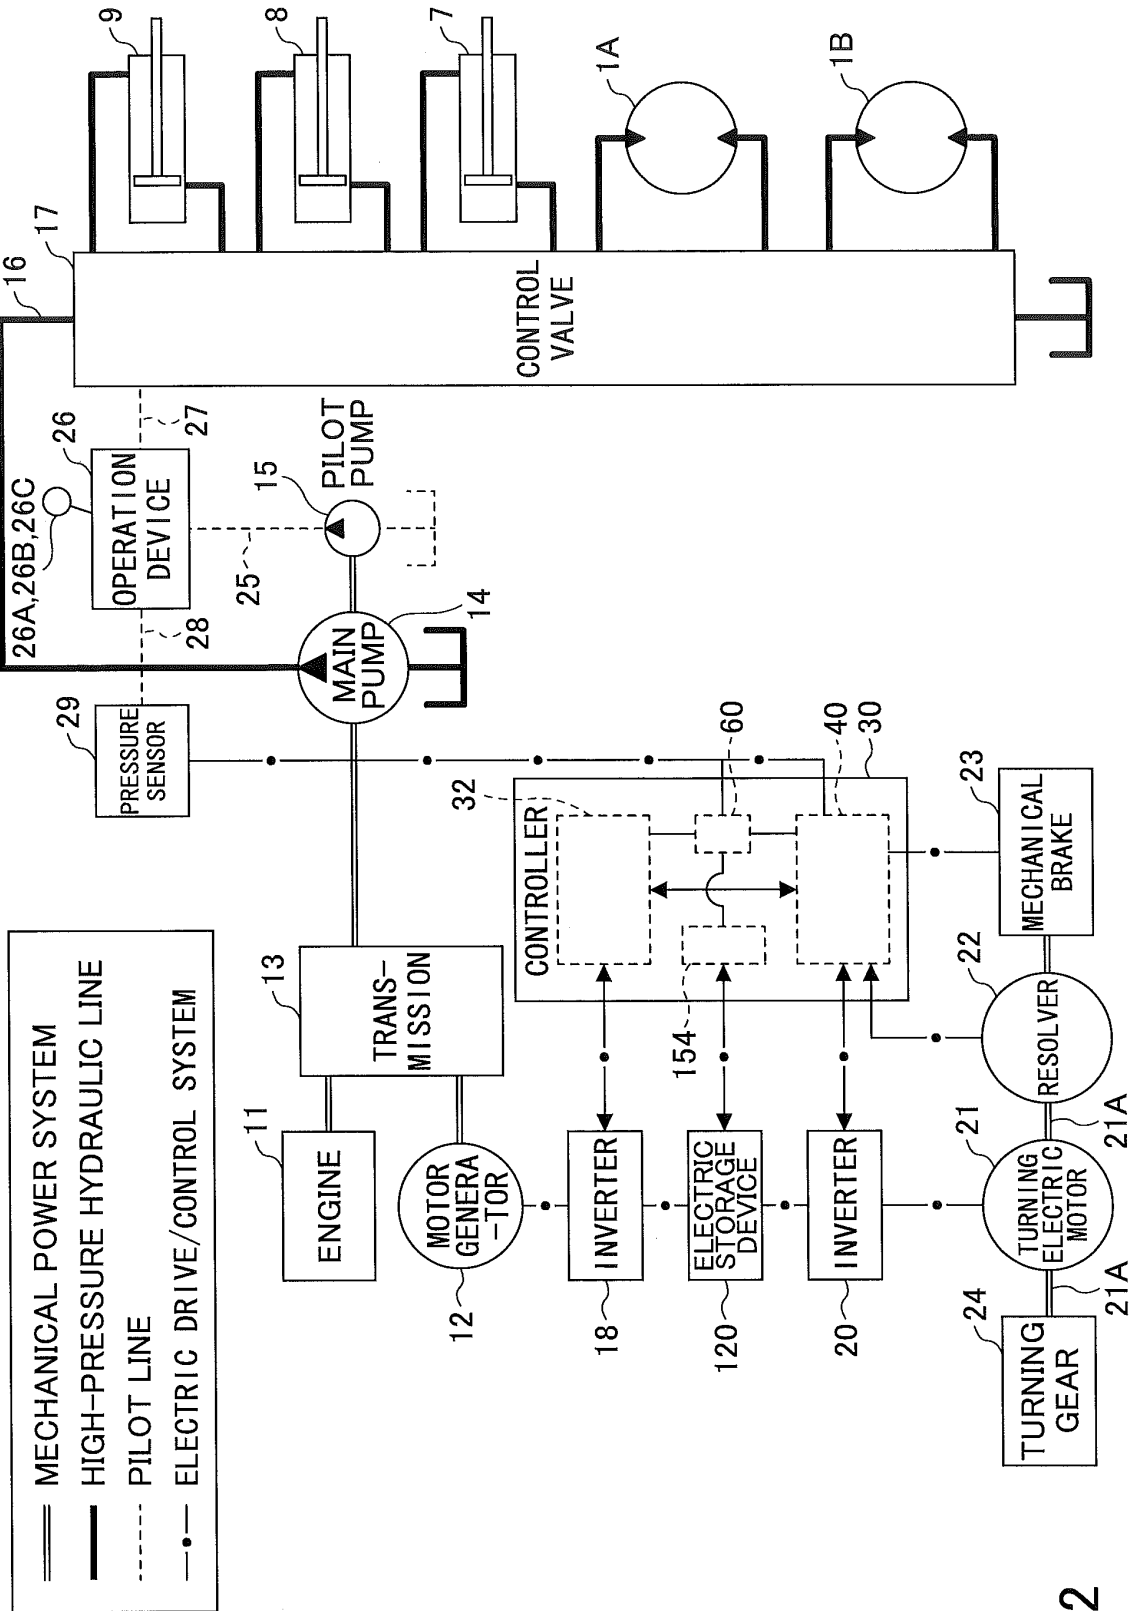 MECHANICAL POWER SYSTEM
HIGH-PRESSURE HYDRAULIC LINE
PILOT LINE
ELECTRIC DRIVE/CONTROL SYSTEM
9
8
7
1A
1B
16
17
CONTROL
VALVE
26A,26B,26C
26
27
OPERATION
DEVICE
28
25
15
PILOT
PUMP
29
PRESSURE
SENSOR
MAIN
PUMP
14
11
ENGINE
13
TRANS-
MISSION
12
MOTOR
GENERA
-TOR
CONTROLLER
32
60
40
30
154
18
INVERTER
120
ELECTRIC
STORAGE
DEVICE
20
INVERTER
24
TURNING
GEAR
21A
21
TURNING
ELECTRIC
MOTOR
21A
22
RESOLVER
23
MECHANICAL
BRAKE
2